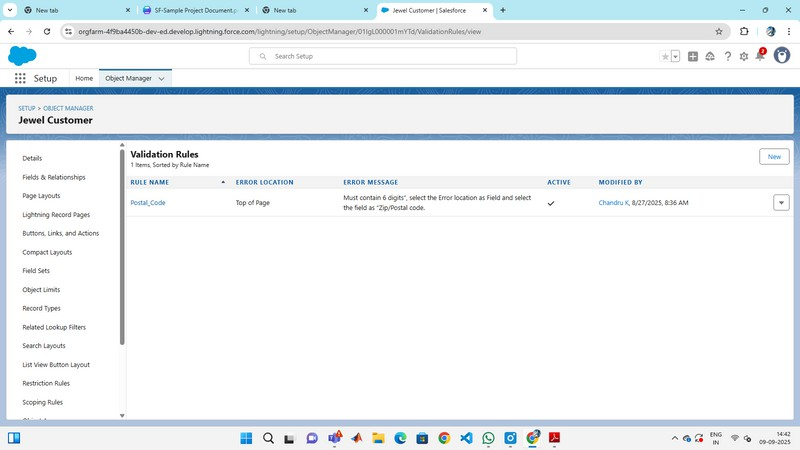 New tab
SF-Sample Project Document.p
New tab
Jewel Customer | Salesforce
orgfarm-4f9ba4450b-dev-ed.develop.lightning.force.com/lightning/setup/ObjectManager/01IgL000001mYTd/ValidationRules/view
Search Setup
2
Setup
Home
Object Manager
SETUP > OBJECT MANAGER
Jewel Customer
Details
Fields & Relationships
Page Layouts
Lightning Record Pages
Buttons, Links, and Actions
Compact Layouts
Field Sets
Object Limits
Record Types
Related Lookup Filters
Search Layouts
List View Button Layout
Restriction Rules
Scoping Rules
Validation Rules
1 Items, Sorted by Rule Name
New
RULE NAME ERROR LOCATION ERROR MESSAGE ACTIVE MODIFIED BY
Postal_Code Top of Page Must contain 6 digits", select the Error location as Field and select
the field as "Zip/Postal code. Chandru K, 8/27/2025, 8:36 AM
ENG
IN
14:42
09-09-2025